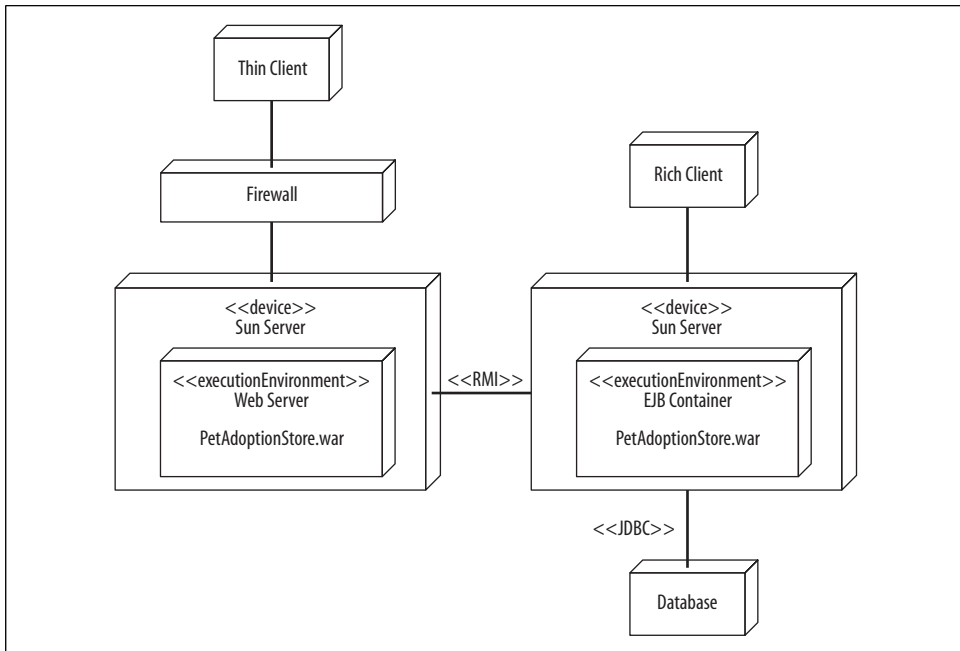 Thin Client
Firewall
Rich Client
<<device>>
Sun Server
<<executionEnvironment>>
Web Server
PetAdoptionStore.war
<<RMI>>
<<device>>
Sun Server
<<executionEnvironment>>
EJB Container
PetAdoptionStore.war
<<JDBC>>
Database